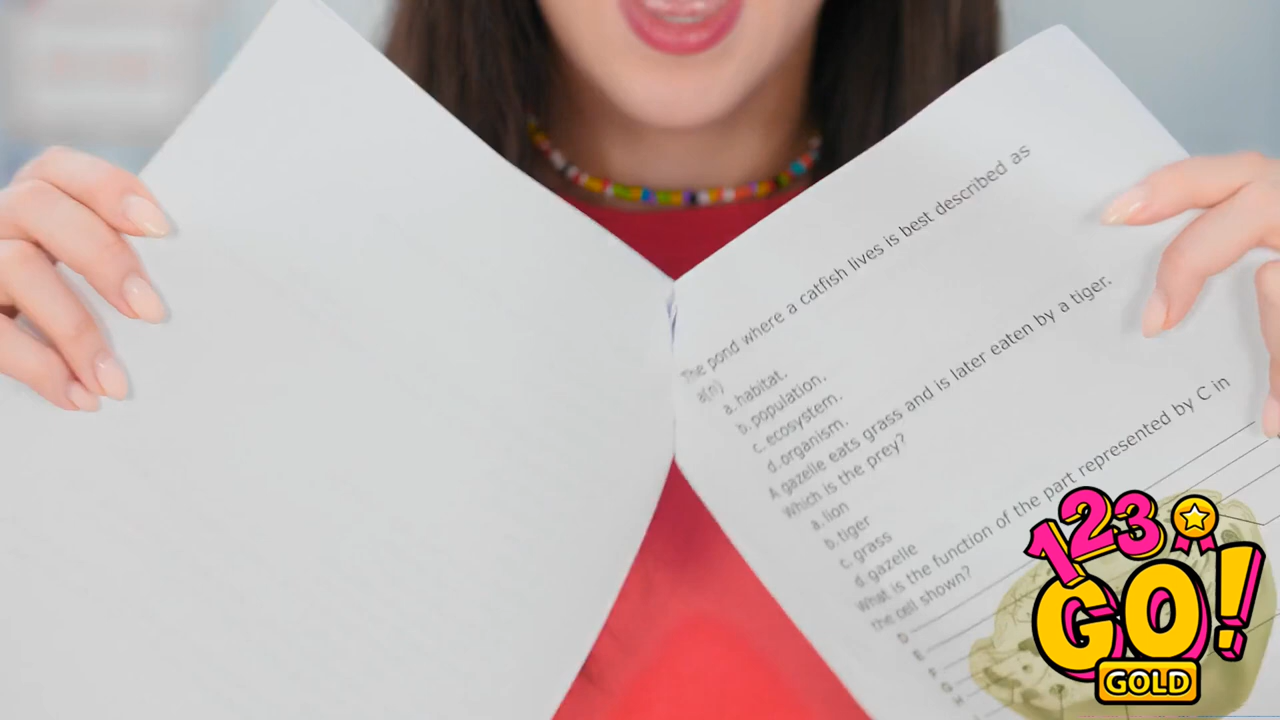 The pond where a catfish lives is best described as
a(n)
a. habitat.
b. population.
c. ecosystem.
d. organism.
A gazelle eats grass and is later eaten by a tiger.
Which is the prey?
a. lion
b. tiger
c. grass
d. gazelle
What is the function of the part represented by C in
the cell shown?
D
E
F
G
H
123
GO!
GOLD